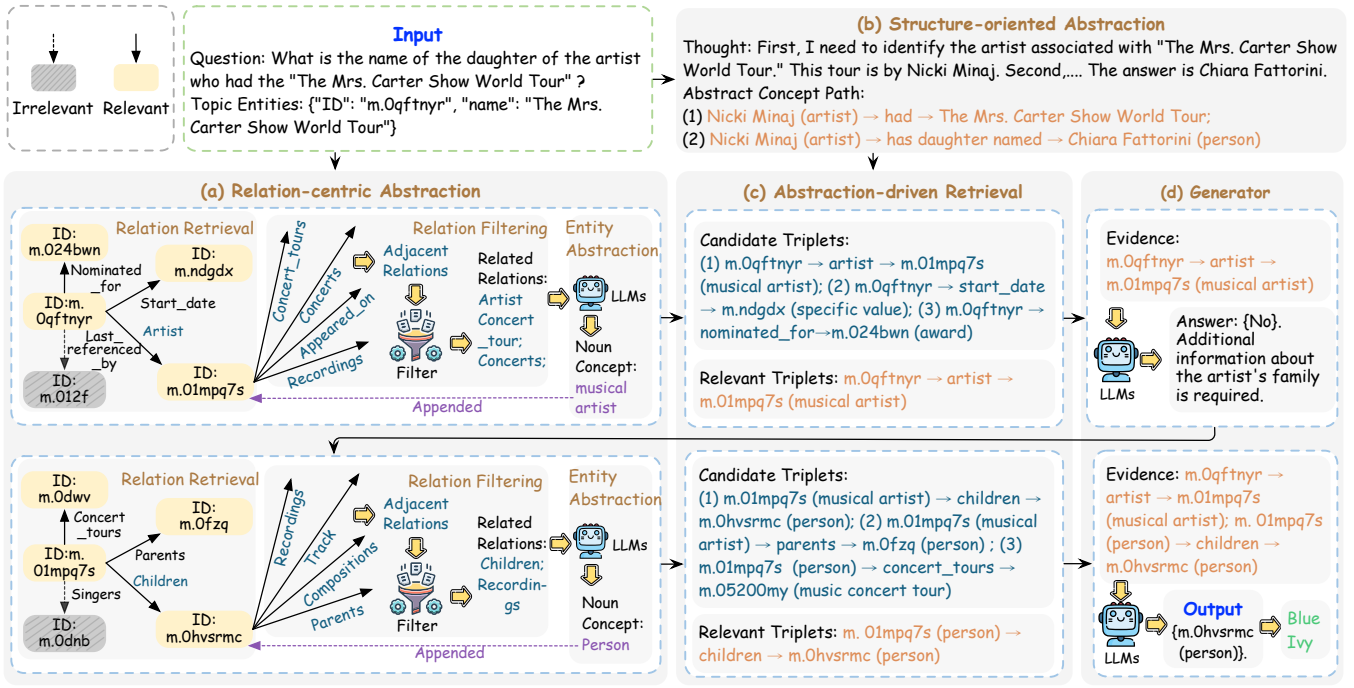 Irrelevant
Relevant
Input
Question: What is the name of the daughter of the artist
who had the "The Mrs. Carter Show World Tour" ?
Topic Entities: {"ID": "m.0qftnyr", "name": "The Mrs.
Carter Show World Tour"}
(b) Structure-oriented Abstraction
Thought: First, I need to identify the artist associated with "The Mrs. Carter Show
World Tour." This tour is by Nicki Minaj. Second,.... The answer is Chiara Fattorini.
Abstract Concept Path:
(1) Nicki Minaj (artist) → had → The Mrs. Carter Show World Tour;
(2) Nicki Minaj (artist) → has daughter named → Chiara Fattorini (person)
(a) Relation-centric Abstraction
Relation Retrieval
ID:
m.024bwn
ID:
m.ndgdx
Nominated
_for
ID:m.
0qftnyr
Start_date
Artist
Last_
referenced
_by
ID:
m.012f
ID:
m.01mpq7s
Concert_tours
Concerts
Appeared_on
Recordings
Relation Filtering
Adjacent
Relations
Filter
Related
Relations:
Artist
Concert
_tour;
Concerts;
Entity
Abstraction
LLMs
Noun
Concept:
musical
artist
Appended
(c) Abstraction-driven Retrieval
Candidate Triplets:
(1) m.0qftnyr → artist → m.01mpq7s
(musical artist); (2) m.0qftnyr → start_date
→ m.ndgdx (specific value); (3) m.0qftnyr →
nominated_for→m.024bwn (award)
Relevant Triplets: m.0qftnyr → artist →
m.01mpq7s (musical artist)
(d) Generator
Evidence:
m.0qftnyr → artist →
m.01mpq7s (musical artist)
LLMs
Answer: {No}.
Additional
information about
the artist's family
is required.
Relation Retrieval
ID:
m.0dwv
ID:
m.0fzq
Concert
_tours
ID:m.
01mpq7s
Parents
Children
Singers
ID:
m.0dnb
ID:
m.0hvsrmc
Recordings
Track
Compositions
Parents
Relation Filtering
Adjacent
Relations
Filter
Related
Relations:
Children;
Recordin-
gs
Entity
Abstraction
LLMs
Noun
Concept:
Person
Appended
Candidate Triplets:
(1) m.01mpq7s (musical artist) → children →
m.0hvsrmc (person); (2) m.01mpq7s (musical
artist) → parents → m.0fzq (person) ; (3)
m.01mpq7s (person) → concert_tours →
m.05200my (music concert tour)
Relevant Triplets: m. 01mpq7s (person) →
children → m.0hvsrmc (person)
Evidence: m.0qftnyr →
artist → m.01mpq7s
(musical artist); m. 01mpq7s
(person) → children →
m.0hvsrmc (person)
LLMs
Output
{m.0hvsrmc
(person)}.
Blue
Ivy